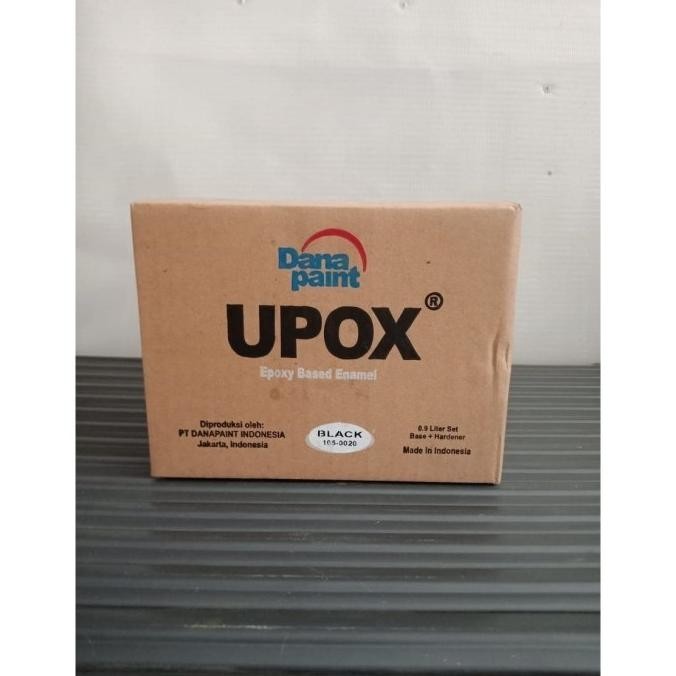 Dana
paint
UPOX®
Epoxy Based Enamel
Diproduksi oleh:
PT DANAPAINT INDONESIA
Jakarta, Indonesia
BLACK
105-0020
0.9 Liter Set
Base + Hardener
Made in Indonesia